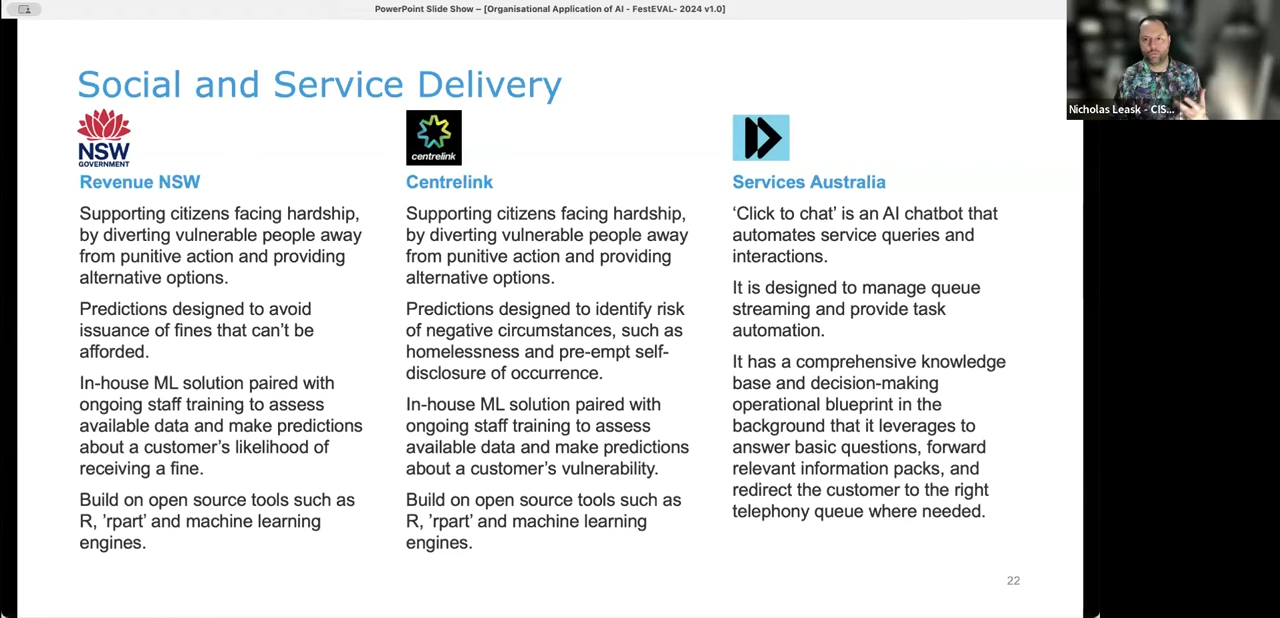 PowerPoint Slide Show – [Organisational Application of AI - FestEVAL- 2024 v1.0]
Nicholas Leask - CIS...
Social and Service Delivery
NSW
GOVERNMENT
Revenue NSW
Supporting citizens facing hardship,
by diverting vulnerable people away
from punitive action and providing
alternative options.
Predictions designed to avoid
issuance of fines that can’t be
afforded.
In-house ML solution paired with
ongoing staff training to assess
available data and make predictions
about a customer’s likelihood of
receiving a fine.
Build on open source tools such as
R, ’rpart’ and machine learning
engines.
centrelink
Centrelink
Supporting citizens facing hardship,
by diverting vulnerable people away
from punitive action and providing
alternative options.
Predictions designed to identify risk
of negative circumstances, such as
homelessness and pre-empt self-
disclosure of occurrence.
In-house ML solution paired with
ongoing staff training to assess
available data and make predictions
about a customer’s vulnerability.
Build on open source tools such as
R, ’rpart’ and machine learning
engines.
Services Australia
‘Click to chat’ is an AI chatbot that
automates service queries and
interactions.
It is designed to manage queue
streaming and provide task
automation.
It has a comprehensive knowledge
base and decision-making
operational blueprint in the
background that it leverages to
answer basic questions, forward
relevant information packs, and
redirect the customer to the right
telephony queue where needed.
22